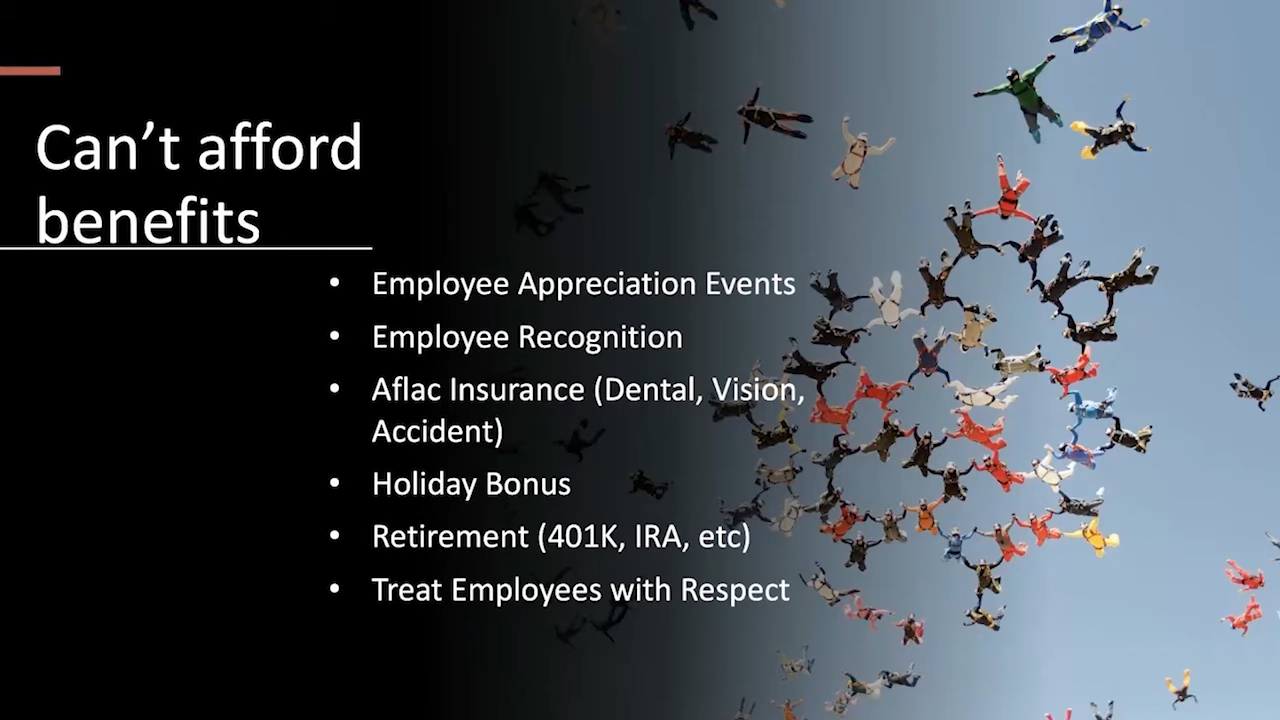 Can’t afford
benefits
• Employee Appreciation Events
• Employee Recognition
• Aflac Insurance (Dental, Vision,
Accident)
• Holiday Bonus
• Retirement (401K, IRA, etc)
• Treat Employees with Respect